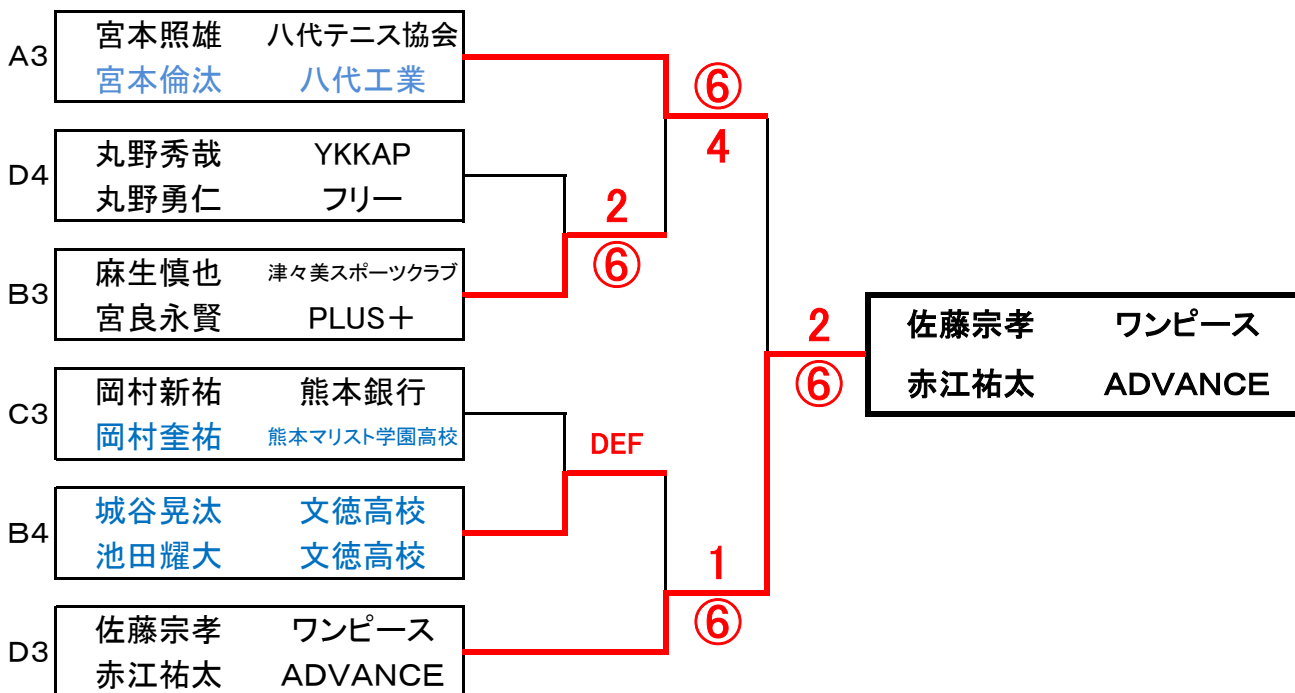 A3
宮本照雄 八代テニス協会
宮本倫汰 八代工業
⑥
4
D4
丸野秀哉 YKKAP
丸野勇仁 フリー
2
⑥
B3
麻生慎也 津々美スポーツクラブ
宮良永賢 PLUS+
2
⑥
佐藤宗孝 ワンピース
赤江祐太 ADVANCE
C3
岡村新祐 熊本銀行
岡村奎祐 熊本マリスト学園高校
DEF
B4
城谷晃汰 文徳高校
池田耀大 文徳高校
1
⑥
D3
佐藤宗孝 ワンピース
赤江祐太 ADVANCE